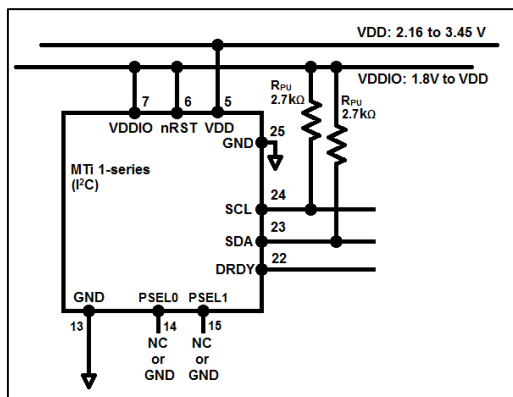 VDD: 2.16 to 3.45 V
VDDIO: 1.8V to VDD
RPU
2.7kΩ
RPU
2.7kΩ
7
6
5
VDDIO
nRST
VDD
25
GND
MTi 1-series
(I²C)
24
SCL
23
SDA
22
DRDY
GND
PSEL0
PSEL1
13
14
15
NC
or
GND
NC
or
GND